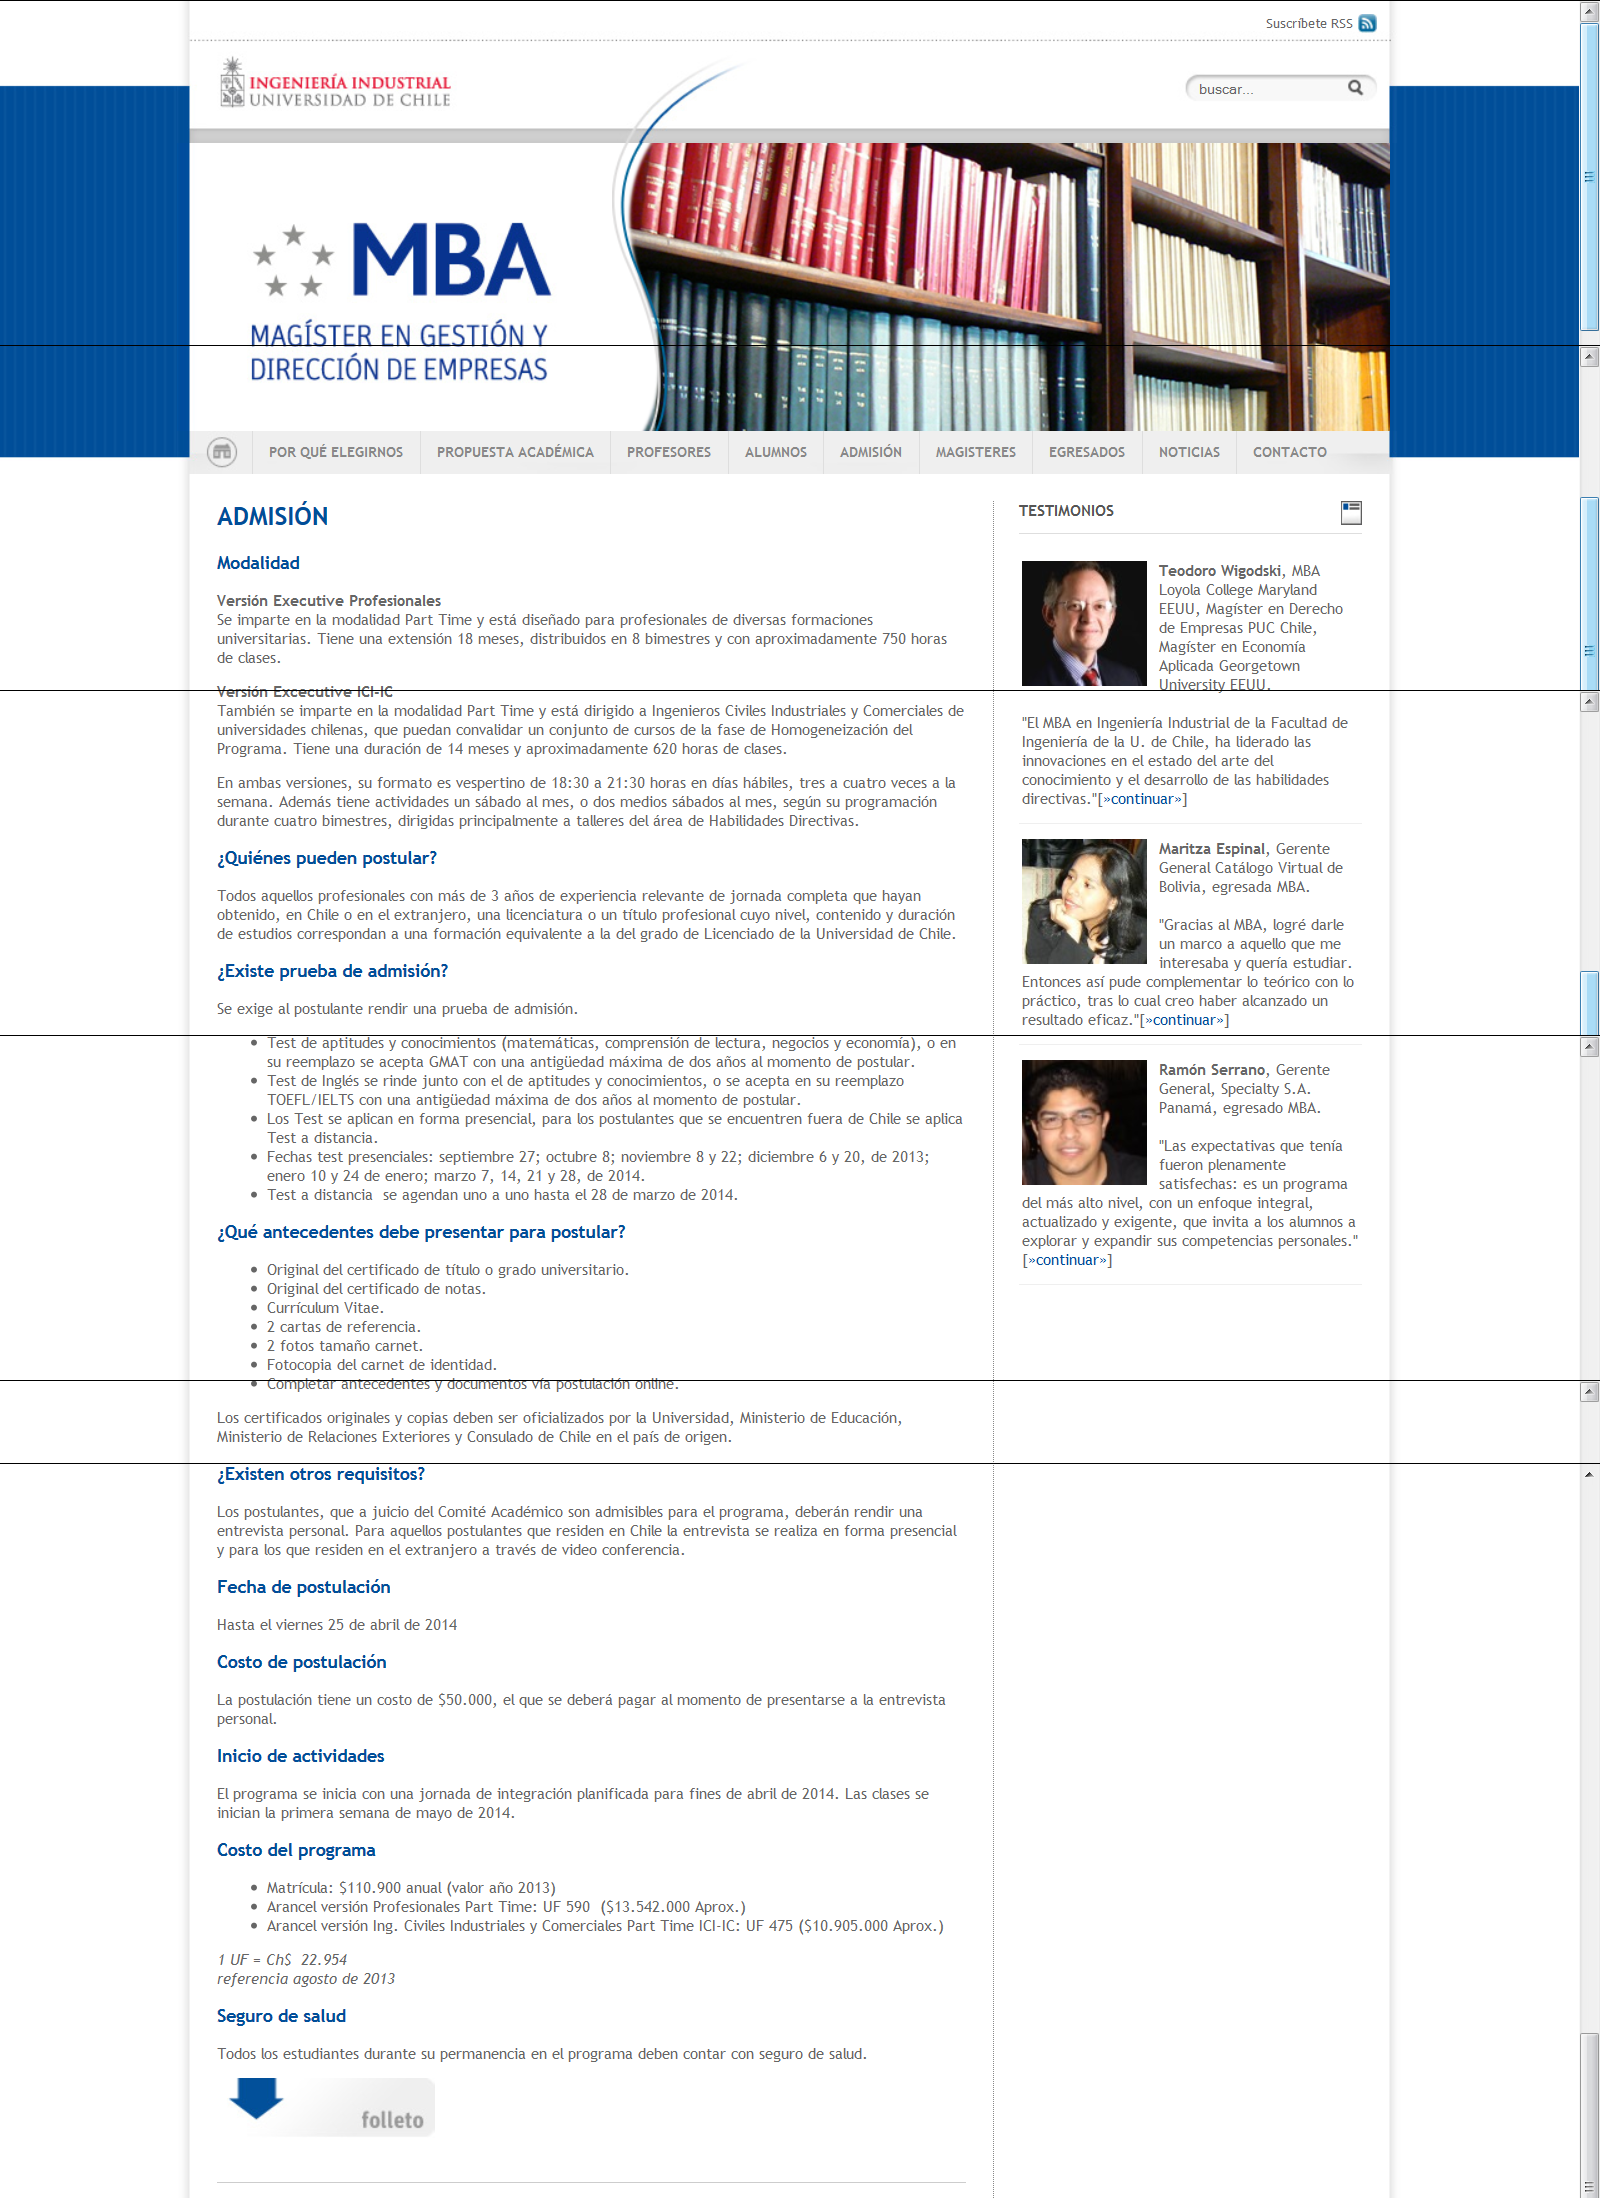 Suscríbete RSS
INGENIERÍA INDUSTRIAL
UNIVERSIDAD DE CHILE
buscar...
MBA
MAGÍSTER EN GESTIÓN Y
DIRECCIÓN DE EMPRESAS
POR QUÉ ELEGIRNOS PROPUESTA ACADÉMICA PROFESORES ALUMNOS ADMISIÓN MAGISTERES EGRESADOS NOTICIAS CONTACTO
ADMISIÓN
Modalidad
Versión Executive Profesionales
Se imparte en la modalidad Part Time y está diseñado para profesionales de diversas formaciones
universitarias. Tiene una extensión 18 meses, distribuidos en 8 bimestres y con aproximadamente 750 horas
de clases.
Versión Excecutive ICI-IC
También se imparte en la modalidad Part Time y está dirigido a Ingenieros Civiles Industriales y Comerciales de
universidades chilenas, que puedan convalidar un conjunto de cursos de la fase de Homogeneización del
Programa. Tiene una duración de 14 meses y aproximadamente 620 horas de clases.
En ambas versiones, su formato es vespertino de 18:30 a 21:30 horas en días hábiles, tres a cuatro veces a la
semana. Además tiene actividades un sábado al mes, o dos medios sábados al mes, según su programación
durante cuatro bimestres, dirigidas principalmente a talleres del área de Habilidades Directivas.
¿Quiénes pueden postular?
Todos aquellos profesionales con más de 3 años de experiencia relevante de jornada completa que hayan
obtenido, en Chile o en el extranjero, una licenciatura o un título profesional cuyo nivel, contenido y duración
de estudios correspondan a una formación equivalente a la del grado de Licenciado de la Universidad de Chile.
¿Existe prueba de admisión?
Se exige al postulante rendir una prueba de admisión.
• Test de aptitudes y conocimientos (matemáticas, comprensión de lectura, negocios y economía), o en
su reemplazo se acepta GMAT con una antigüedad máxima de dos años al momento de postular.
• Test de Inglés se rinde junto con el de aptitudes y conocimientos, o se acepta en su reemplazo
TOEFL/IELTS con una antigüedad máxima de dos años al momento de postular.
• Los Test se aplican en forma presencial, para los postulantes que se encuentren fuera de Chile se aplica
Test a distancia.
• Fechas test presenciales: septiembre 27; octubre 8; noviembre 8 y 22; diciembre 6 y 20, de 2013;
enero 10 y 24 de enero; marzo 7, 14, 21 y 28, de 2014.
• Test a distancia  se agendan uno a uno hasta el 28 de marzo de 2014.
¿Qué antecedentes debe presentar para postular?
• Original del certificado de título o grado universitario.
• Original del certificado de notas.
• Currículum Vitae.
• 2 cartas de referencia.
• 2 fotos tamaño carnet.
• Fotocopia del carnet de identidad.
• Completar antecedentes y documentos vía postulación online.
Los certificados originales y copias deben ser oficializados por la Universidad, Ministerio de Educación,
Ministerio de Relaciones Exteriores y Consulado de Chile en el país de origen.
¿Existen otros requisitos?
Los postulantes, que a juicio del Comité Académico son admisibles para el programa, deberán rendir una
entrevista personal. Para aquellos postulantes que residen en Chile la entrevista se realiza en forma presencial
y para los que residen en el extranjero a través de video conferencia.
Fecha de postulación
Hasta el viernes 25 de abril de 2014
Costo de postulación
La postulación tiene un costo de $50.000, el que se deberá pagar al momento de presentarse a la entrevista
personal.
Inicio de actividades
El programa se inicia con una jornada de integración planificada para fines de abril de 2014. Las clases se
inician la primera semana de mayo de 2014.
Costo del programa
• Matrícula: $110.900 anual (valor año 2013)
• Arancel versión Profesionales Part Time: UF 590  ($13.542.000 Aprox.)
• Arancel versión Ing. Civiles Industriales y Comerciales Part Time ICI-IC: UF 475 ($10.905.000 Aprox.)
1 UF = Ch$  22.954
referencia agosto de 2013
Seguro de salud
Todos los estudiantes durante su permanencia en el programa deben contar con seguro de salud.
folleto
TESTIMONIOS
Teodoro Wigodski, MBA
Loyola College Maryland
EEUU, Magíster en Derecho
de Empresas PUC Chile,
Magíster en Economía
Aplicada Georgetown
University EEUU.
"El MBA en Ingeniería Industrial de la Facultad de
Ingeniería de la U. de Chile, ha liderado las
innovaciones en el estado del arte del
conocimiento y el desarrollo de las habilidades
directivas."[»continuar»]
Maritza Espinal, Gerente
General Catálogo Virtual de
Bolivia, egresada MBA.
"Gracias al MBA, logré darle
un marco a aquello que me
interesaba y quería estudiar.
Entonces así pude complementar lo teórico con lo
práctico, tras lo cual creo haber alcanzado un
resultado eficaz."[»continuar»]
Ramón Serrano, Gerente
General, Specialty S.A.
Panamá, egresado MBA.
"Las expectativas que tenía
fueron plenamente
satisfechas: es un programa
del más alto nivel, con un enfoque integral,
actualizado y exigente, que invita a los alumnos a
explorar y expandir sus competencias personales."
[»continuar»]